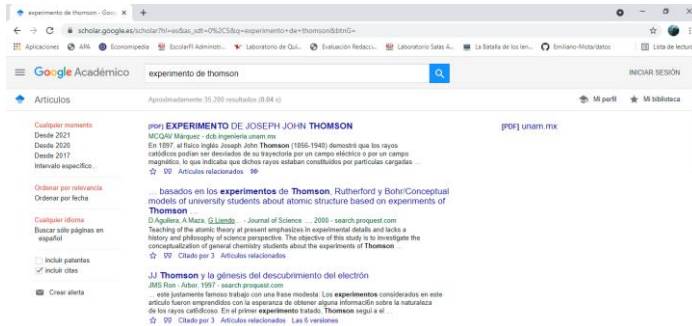 experimento de thomson - Goog
scholar.google.es/scholar?hl=es&as_sdt=0%2C5&q=experimento+de+thomson&btnG=
Aplicaciones APA Economipedia Escolarfl Administr... Laboratorio de Quí... Evaluación Redacci... Laboratorio Salas A... La Batalla de los len... Emiliano-Mota/datos Lista de lectura
Google Académico experimento de thomson INICIAR SESIÓN
Artículos Aproximadamente 35,200 resultados (0.04 s) Mi perfil Mi biblioteca
Cualquier momento
Desde 2021
Desde 2020
Desde 2017
Intervalo específico...
Ordenar por relevancia
Ordenar por fecha
Cualquier idioma
Buscar sólo páginas en
español
incluir patentes
incluir citas
Crear alerta
[PDF] EXPERIMENTO DE JOSEPH JOHN THOMSON [PDF] unam.mx
MCQAV Márquez - dcb.ingenieria.unam.mx
En 1897, el físico inglés Joseph John Thomson (1856-1940) demostró que los rayos
catódicos podían ser desviados de su trayectoria por un campo eléctrico o por un campo
magnético, lo que indicaba que dichos rayos estaban constituidos por partículas cargadas ...
Artículos relacionados
... basados en los experimentos de Thomson, Rutherford y Bohr/Conceptual
models of university students about atomic structure based on experiments of
Thomson ...
D Aguilera, A Maza, G Liendo... - Journal of Science ..., 2000 - search.proquest.com
Teaching of the atomic theory at present emphasizes in experimental details and lacks a
history and philosophy of science perspective. The objective of this study is to investigate the
conceptualization of general chemistry students about the experiments of Thomson ...
Citado por 3 Artículos relacionados
JJ Thomson y la génesis del descubrimiento del electrón
JMS Ron - Arbor, 1997 - search.proquest.com
... este justamente famoso trabajo con una frase modesta: Los experimentos considerados en este
artículo fueron emprendidos con la esperanza de obtener alguna información sobre la naturaleza
de los rayos catódicoso. En el primer experimento tratado, Thomson seguí a el ...
Citado por 3 Artículos relacionados Las 6 versiones